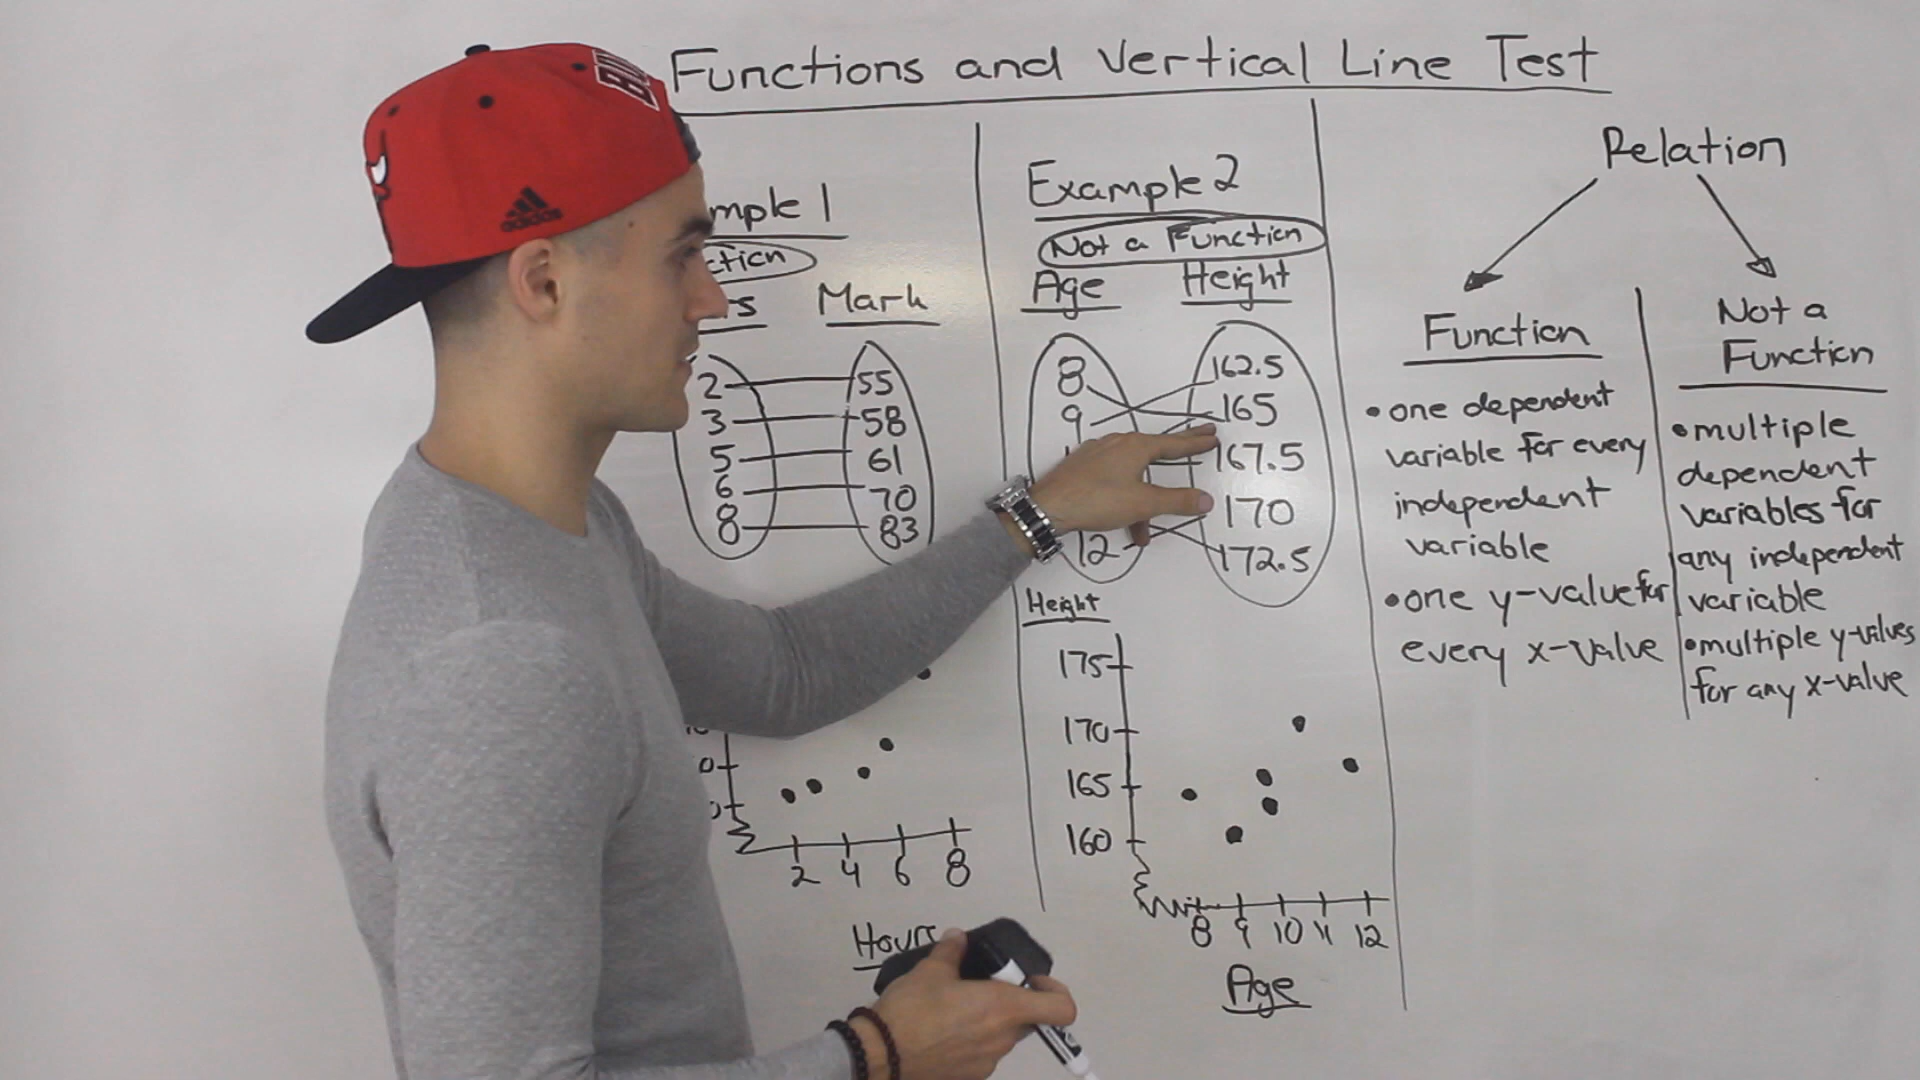 Functions and Vertical Line Test
mple 1
ction
rs Mark
2 55
3 58
5 61
6 70
8 83
2 4 6 8
Hours
Example 2
Not a Function
Age Height
8 162.5
9 165
167.5
170
12 172.5
Height
175
170
165
160
8 9 10 11 12
Age
Relation
Function
• one dependent
variable for every
independent
variable
• one y-value for
every x-value
Not a
Function
• multiple
dependent
variables for
any independent
variable
• multiple y-values
for any x-value
BUL
adidas